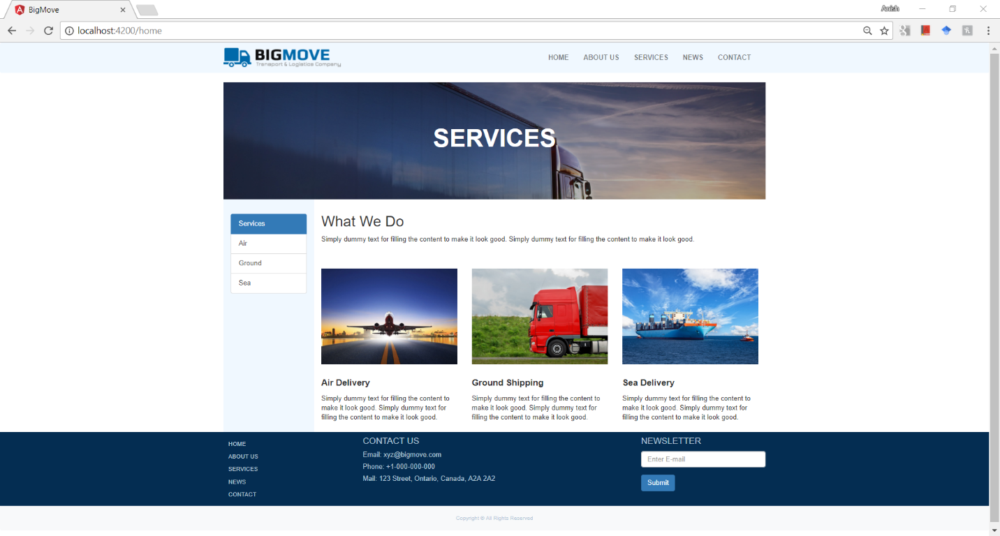 BigMove
Anish
localhost:4200/home
BIGMOVE
Transport & Logistics Company
HOME ABOUT US SERVICES NEWS CONTACT
SERVICES
Services
Air
Ground
Sea
What We Do
Simply dummy text for filling the content to make it look good. Simply dummy text for filling the content to make it look good.
Air Delivery
Simply dummy text for filling the content to
make it look good. Simply dummy text for
filling the content to make it look good.
Ground Shipping
Simply dummy text for filling the content to
make it look good. Simply dummy text for
filling the content to make it look good.
Sea Delivery
Simply dummy text for filling the content to
make it look good. Simply dummy text for
filling the content to make it look good.
HOME
ABOUT US
SERVICES
NEWS
CONTACT
CONTACT US
Email: xyz@bigmove.com
Phone: +1-000-000-000
Mail: 123 Street, Ontario, Canada, A2A 2A2
NEWSLETTER
Enter E-mail
Submit
Copyright © All Rights Reserved